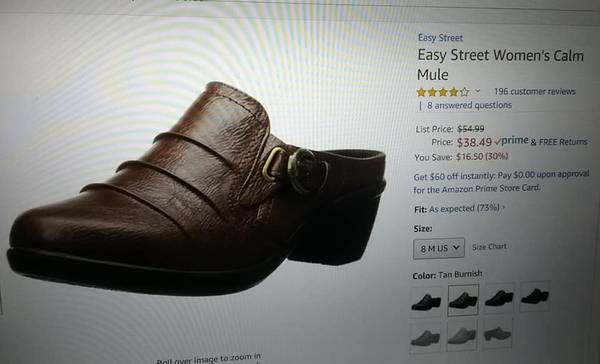 Easy Street
Easy Street Women's Calm
Mule
196 customer reviews
| 8 answered questions
List Price: $54.99
Price: $38.49 prime & FREE Returns
You Save: $16.50 (30%)
Get $60 off instantly: Pay $0.00 upon approval
for the Amazon Prime Store Card.
Fit: As expected (73%)
Size:
8 M US Size Chart
Color: Tan Burnish
Roll over image to zoom in